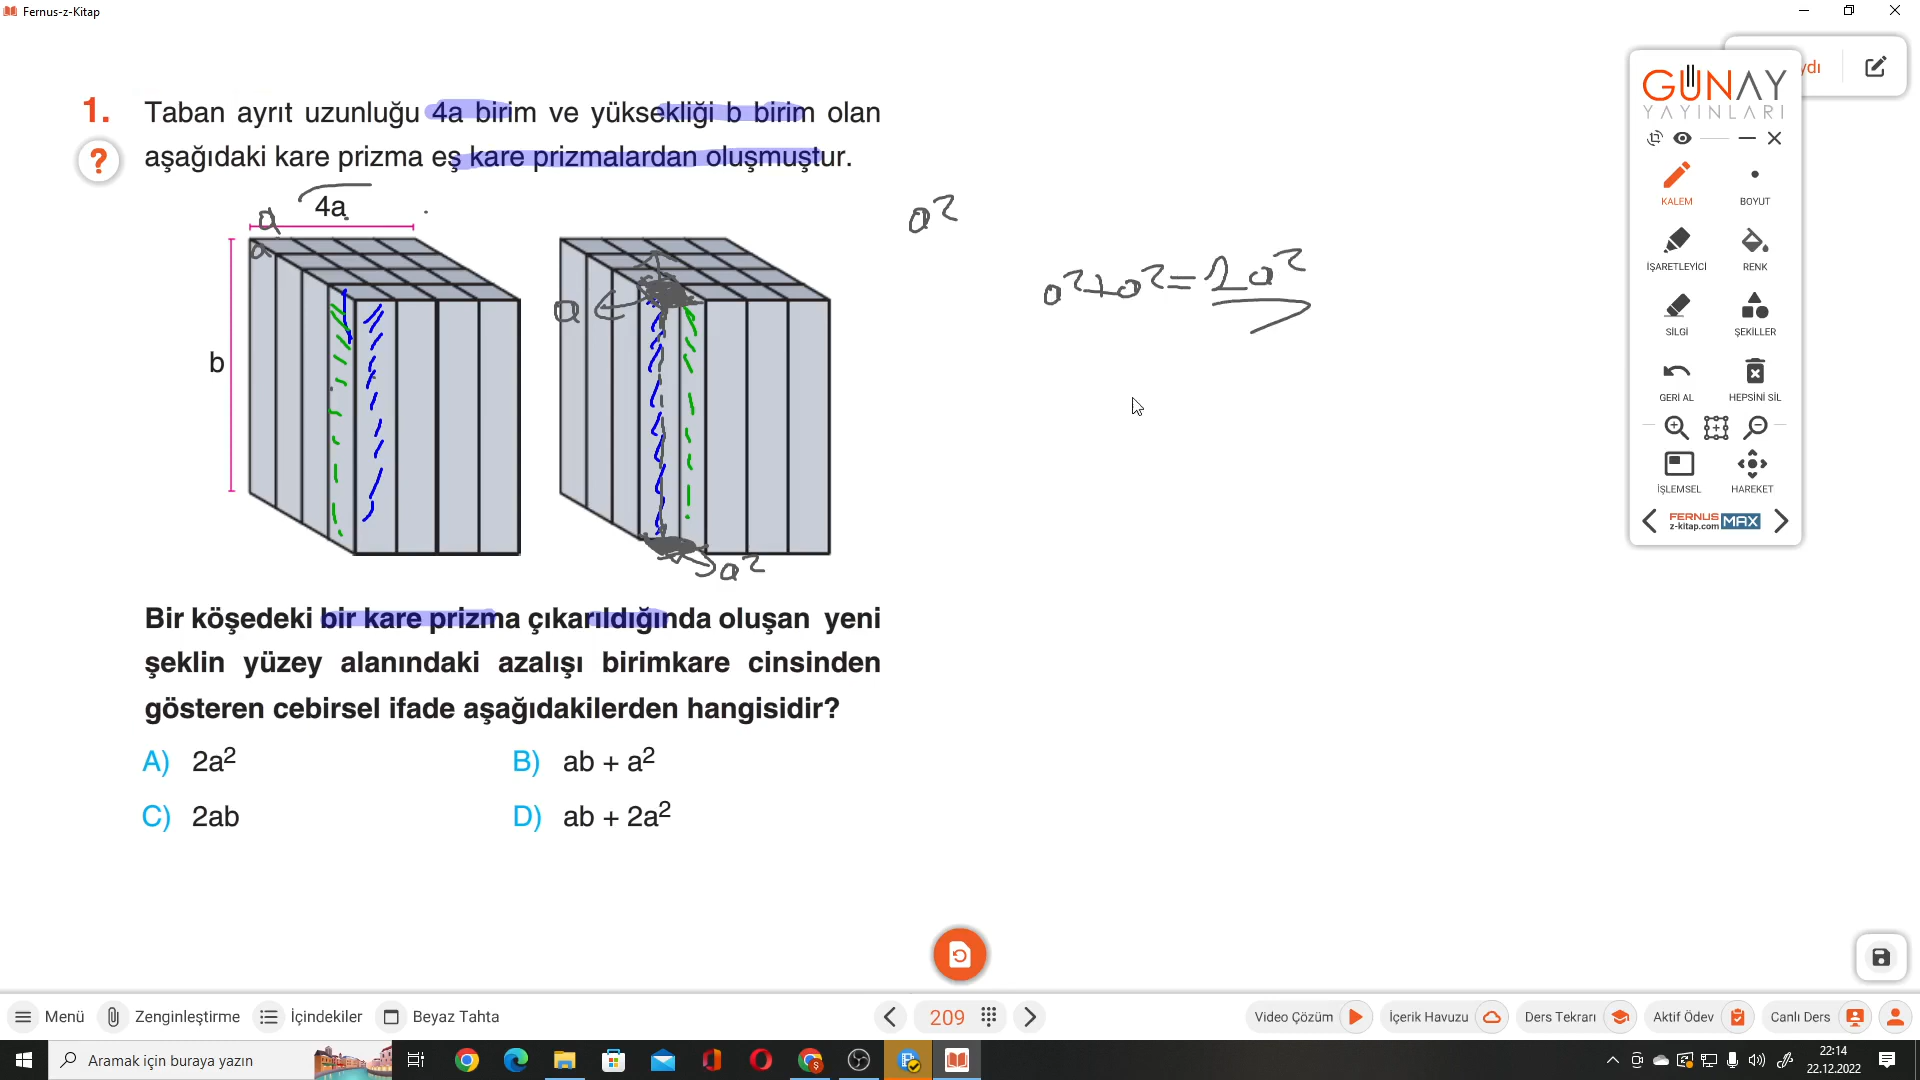 Fernus-z-Kitap
1. Taban ayrıt uzunluğu 4a birim ve yüksekliği b birim olan
aşağıdaki kare prizma eş kare prizmalardan oluşmuştur.
?
4a
a
a
b
a
a²
a²
a²+a²=2a²
Bir köşedeki bir kare prizma çıkarıldığında oluşan yeni
şeklin yüzey alanındaki azalışı birimkare cinsinden
gösteren cebirsel ifade aşağıdakilerden hangisidir?
A) 2a² B) ab + a²
C) 2ab D) ab + 2a²
ydı
GÜNAY
YAYINLARI
KALEM BOYUT
İŞARETLEYİCİ RENK
SİLGİ ŞEKİLLER
GERİ AL HEPSİNİ SİL
İŞLEMSEL HAREKET
FERNUS
z-kitap.com MAX
Menü Zenginleştirme İçindekiler Beyaz Tahta 209 Video Çözüm İçerik Havuzu Ders Tekrarı Aktif Ödev Canlı Ders
Aramak için buraya yazın
22:14
22.12.2022